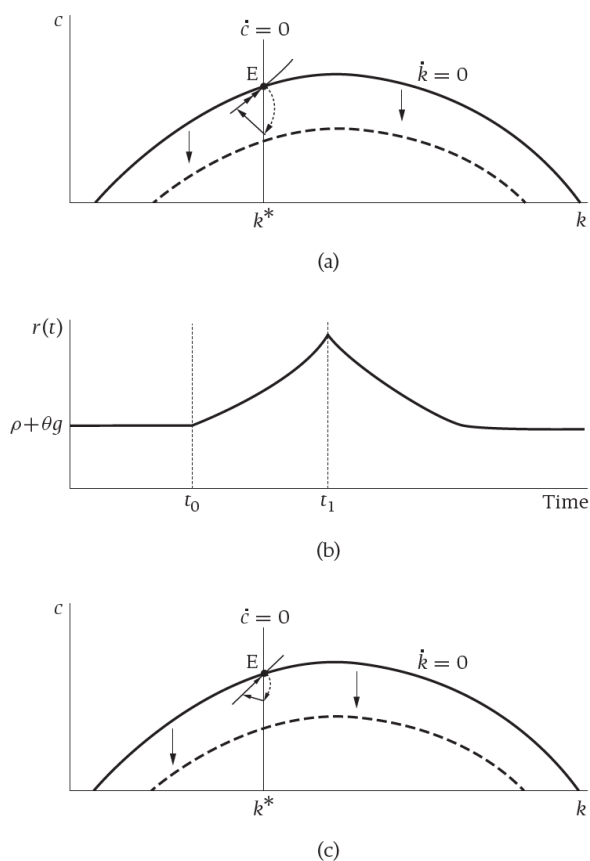 c
ċ = 0
E
k̇ = 0
k*
k
(a)
r(t)
ρ+θg
t₀
t₁
Time
(b)
c
ċ = 0
E
k̇ = 0
k*
k
(c)